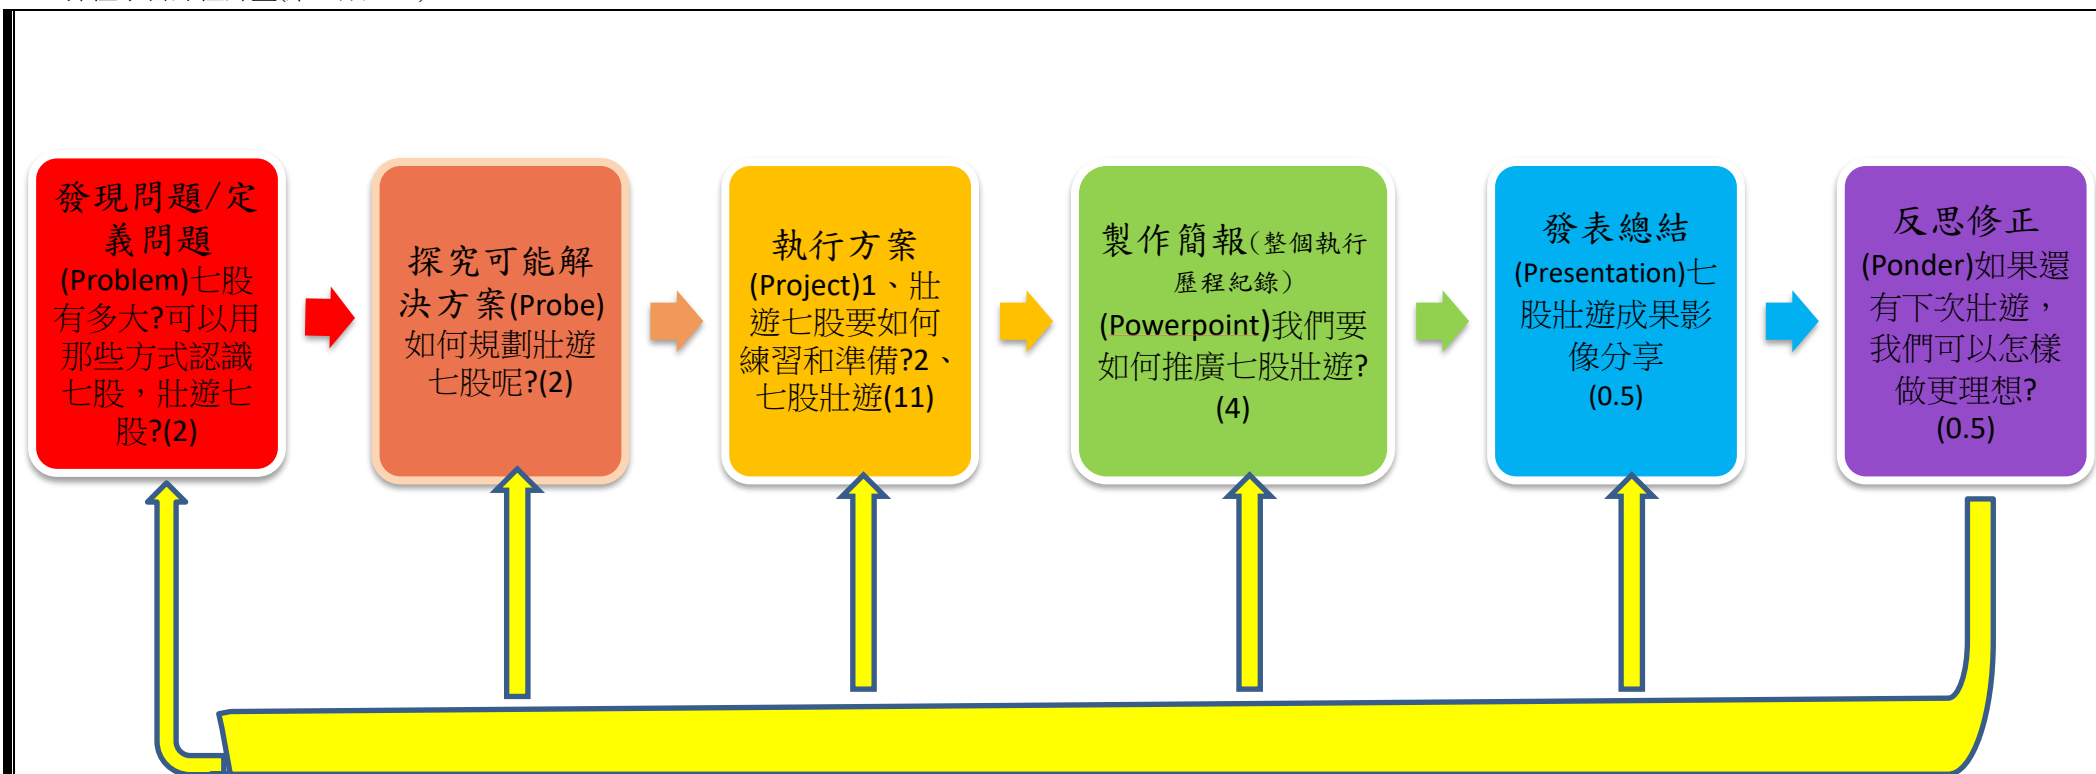 發現問題/定
義問題
(Problem)七股
有多大?可以用
那些方式認識
七股，壯遊七
股?(2)
探究可能解
決方案(Probe)
如何規劃壯遊
七股呢?(2)
執行方案
(Project)1、壯
遊七股要如何
練習和準備?2、
七股壯遊(11)
製作簡報(整個執行
歷程紀錄)
(Powerpoint)我們要
如何推廣七股壯遊?
(4)
發表總結
(Presentation)七
股壯遊成果影
像分享
(0.5)
反思修正
(Ponder)如果還
有下次壯遊，
我們可以怎樣
做更理想?
(0.5)